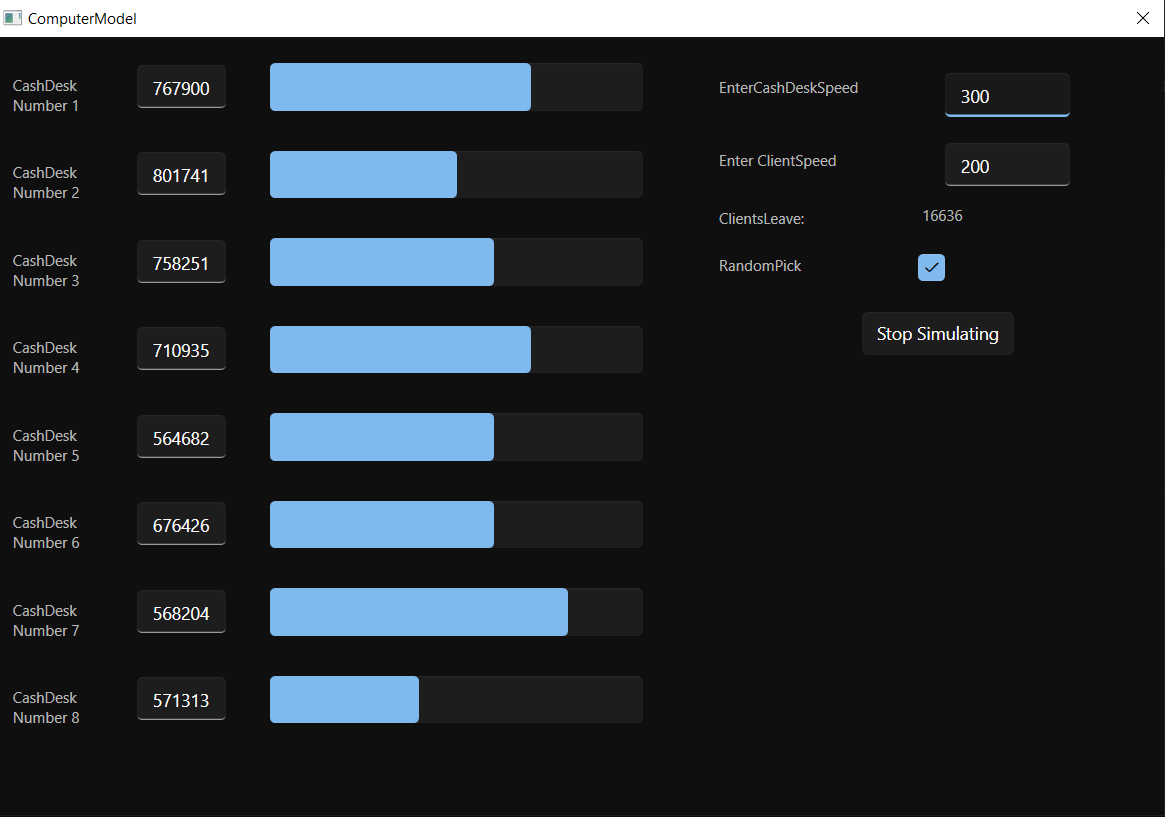 ComputerModel
CashDesk
Number 1
767900
CashDesk
Number 2
801741
CashDesk
Number 3
758251
CashDesk
Number 4
710935
CashDesk
Number 5
564682
CashDesk
Number 6
676426
CashDesk
Number 7
568204
CashDesk
Number 8
571313
EnterCashDeskSpeed
300
Enter ClientSpeed
200
ClientsLeave:
16636
RandomPick
Stop Simulating